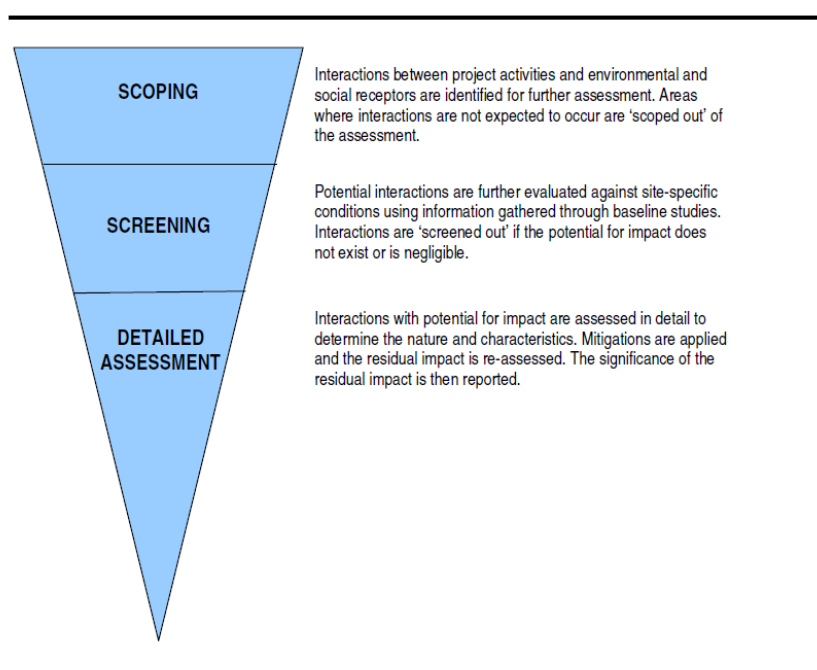 SCOPING
Interactions between project activities and environmental and
social receptors are identified for further assessment. Areas
where interactions are not expected to occur are ‘scoped out’ of
the assessment.
SCREENING
Potential interactions are further evaluated against site-specific
conditions using information gathered through baseline studies.
Interactions are ‘screened out’ if the potential for impact does
not exist or is negligible.
DETAILED
ASSESSMENT
Interactions with potential for impact are assessed in detail to
determine the nature and characteristics. Mitigations are applied
and the residual impact is re-assessed. The significance of the
residual impact is then reported.